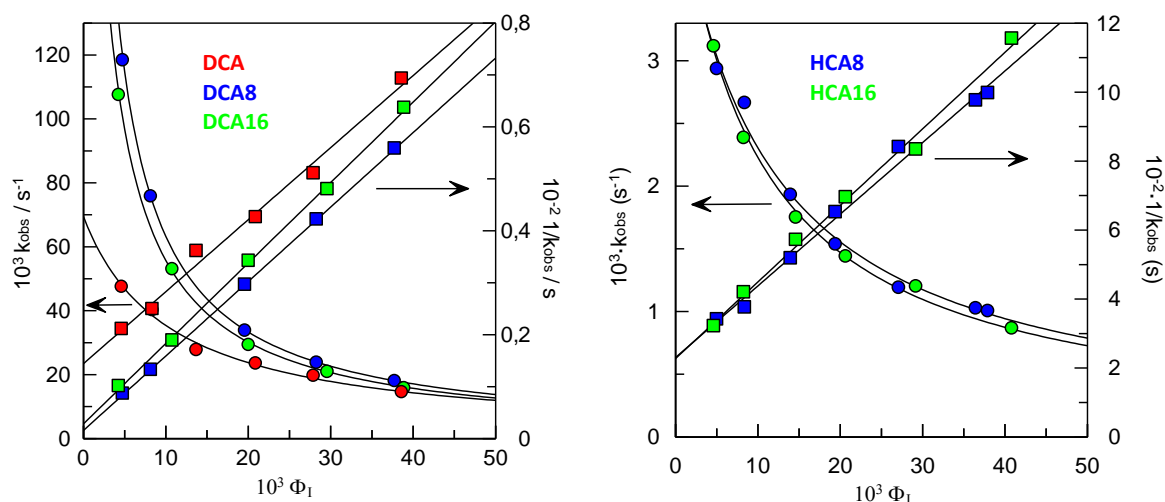 120
100
80
60
40
20
0
10³ kobs / s⁻¹
DCA
DCA8
DCA16
0,8
0,6
0,4
0,2
0
10⁻² 1/kobs / s
0 10 20 30 40 50
10³ Φ_I
3
2
1
0
10³·kobs (s⁻¹)
HCA8
HCA16
12
10
8
6
4
2
0
10⁻²·1/kobs (s)
0 10 20 30 40 50
10³ Φ_I